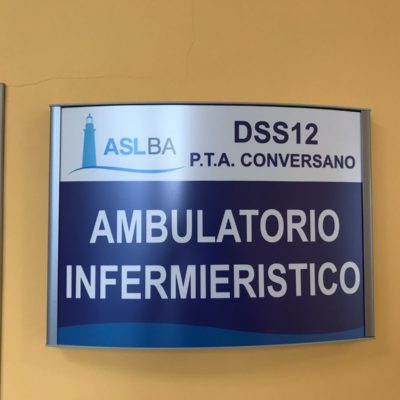 ASLBA
DSS12
P.T.A. CONVERSANO
AMBULATORIO
INFERMIERISTICO